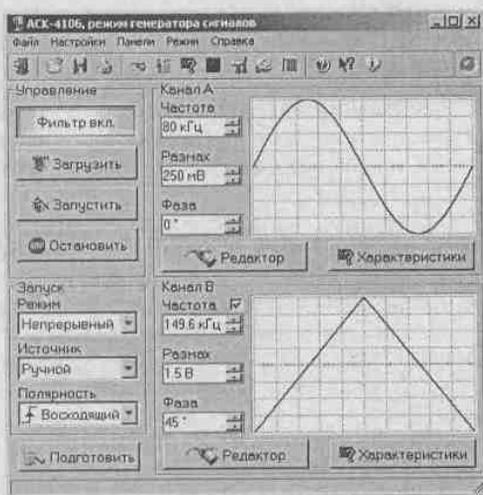 АСК-4106, режим генератора сигналов
Файл Настройки Панели Режим Справка
Управление
Фильтр вкл.
Загрузить
Запустить
Остановить
Канал А
Частота
80 кГц
Размах
250 мВ
Фаза
0 °
Редактор
Характеристики
Запуск
Режим
Непрерывный
Источник
Ручной
Полярность
Восходящий
Подготовить
Канал В
Частота
149.6 кГц
Размах
1.5 В
Фаза
45 °
Редактор
Характеристики